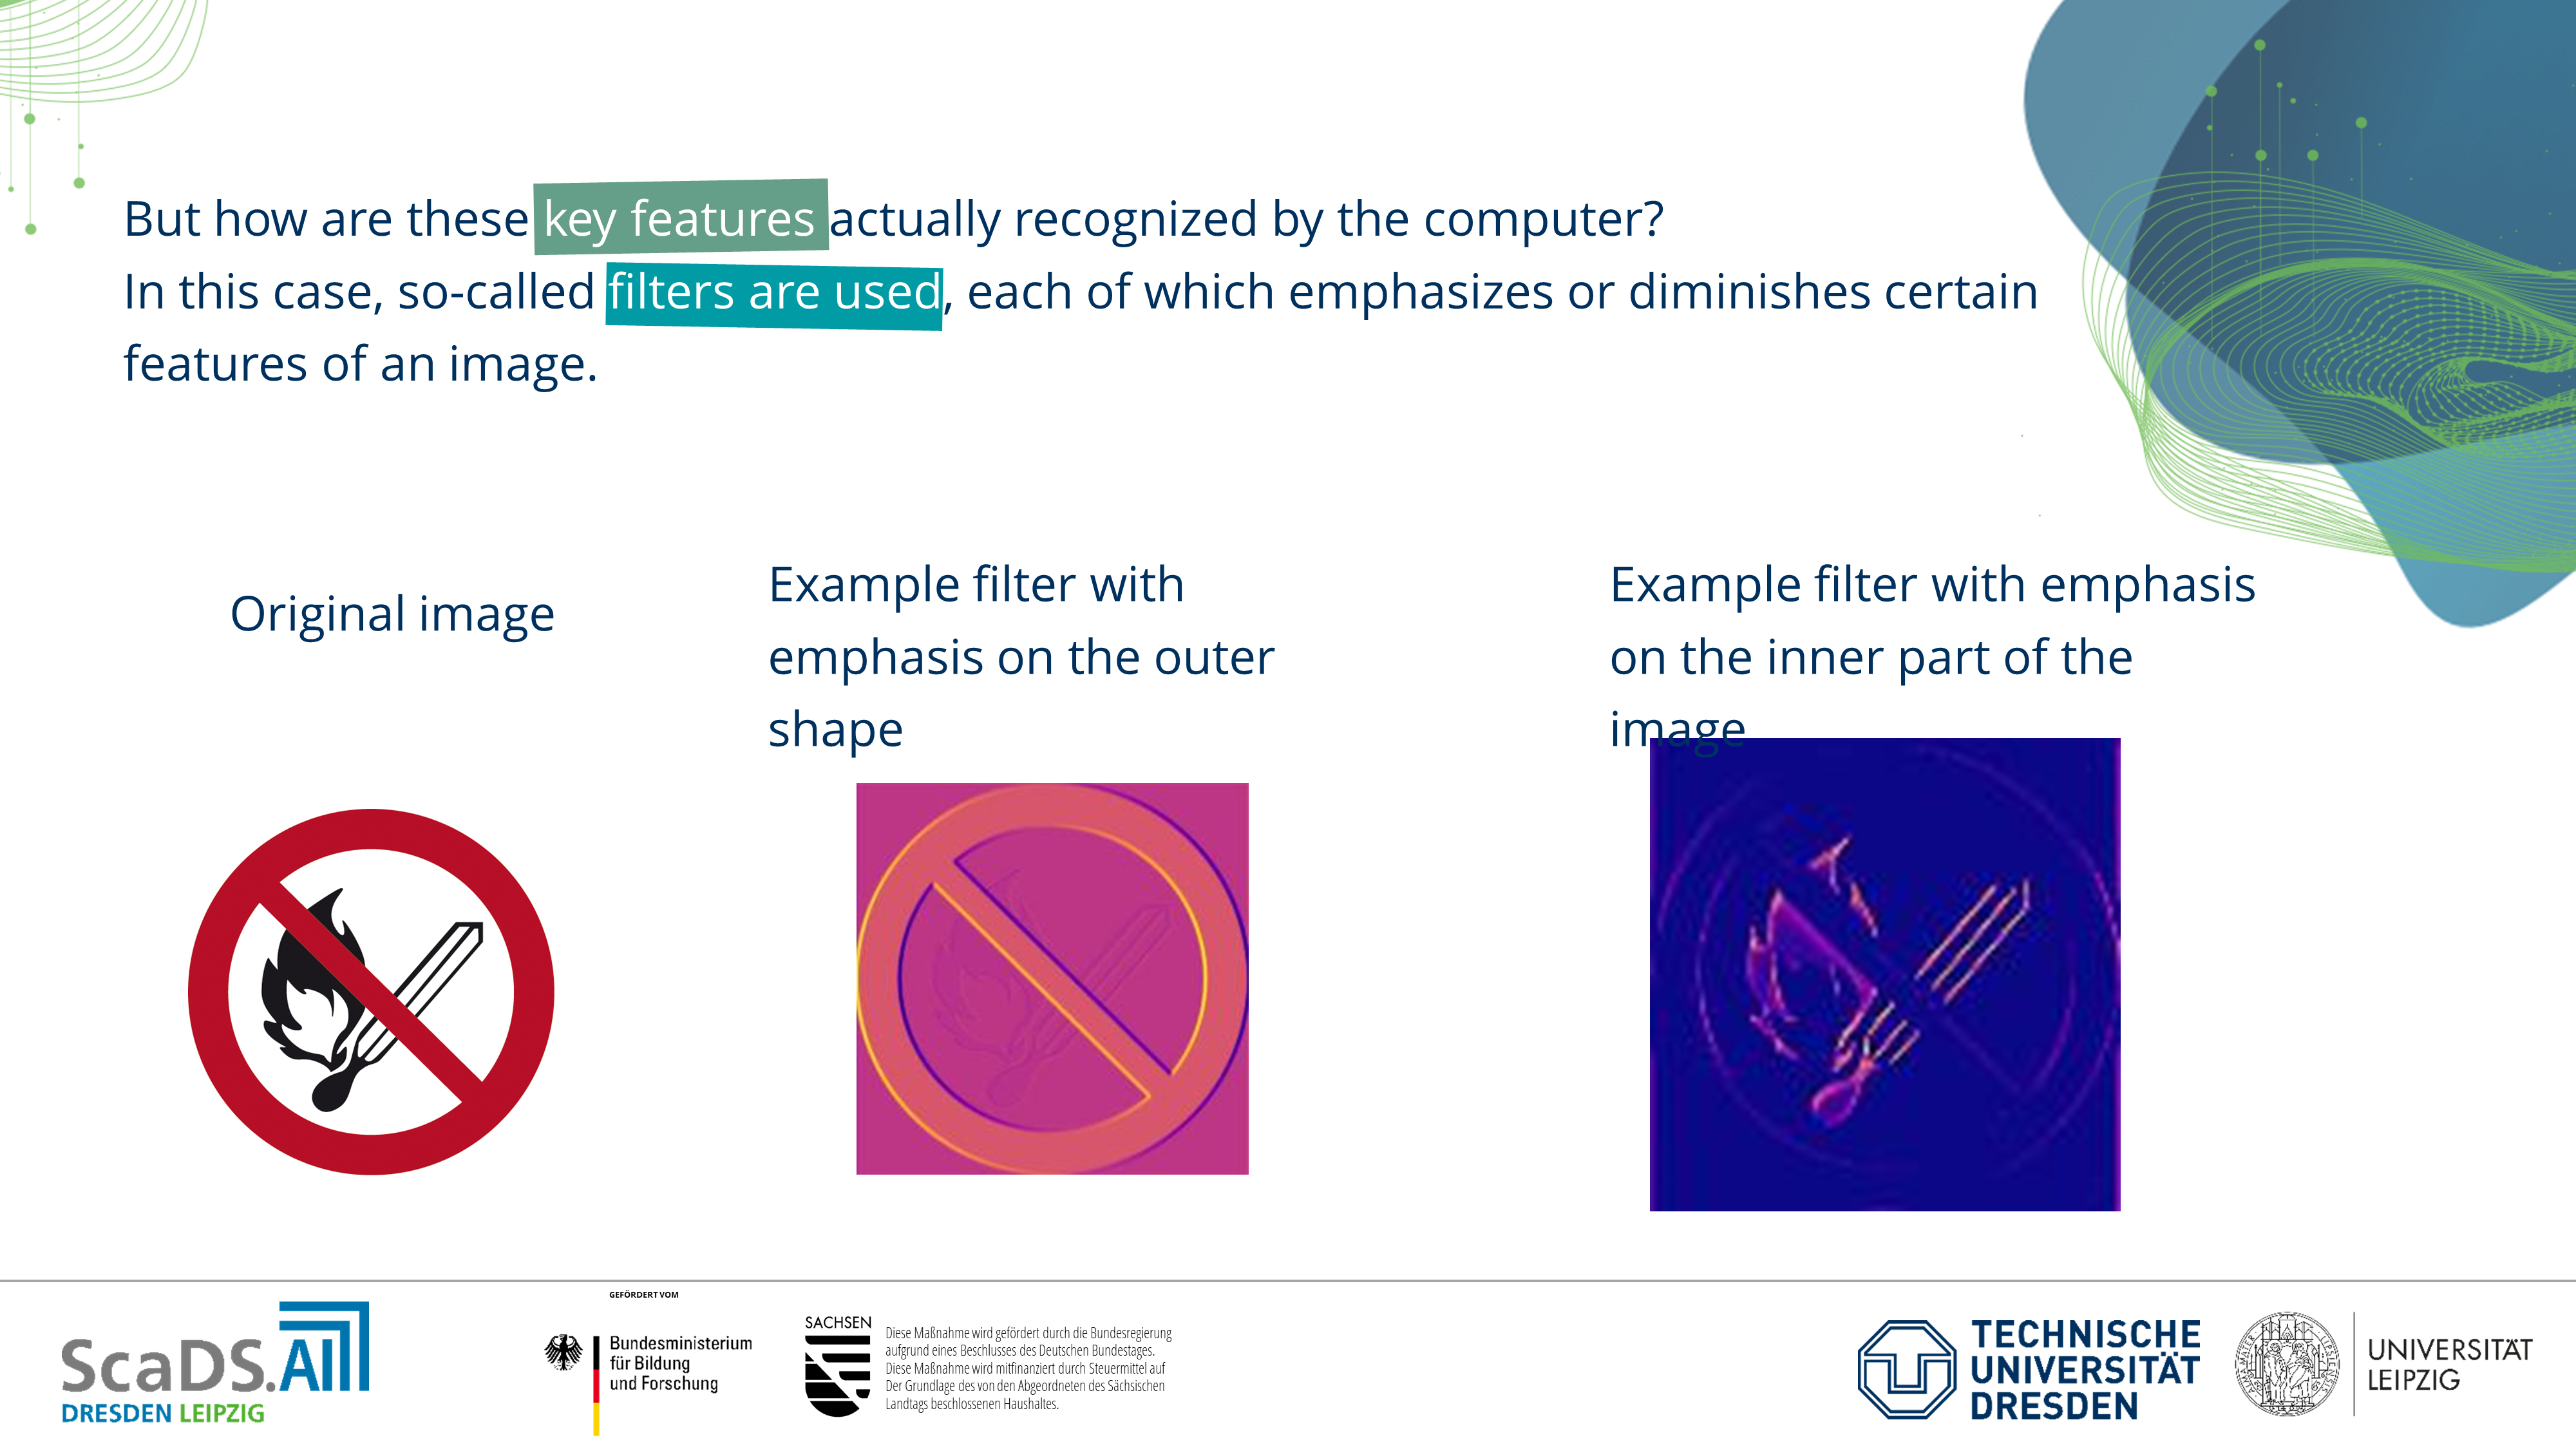 But how are these key features actually recognized by the computer?
In this case, so-called filters are used, each of which emphasizes or diminishes certain
features of an image.
Original image
Example filter with
emphasis on the outer
shape
Example filter with emphasis
on the inner part of the
image
ScaDS.AI
DRESDEN LEIPZIG
GEFÖRDERT VOM
Bundesministerium
für Bildung
und Forschung
SACHSEN
Diese Maßnahme wird gefördert durch die Bundesregierung
aufgrund eines Beschlusses des Deutschen Bundestages.
Diese Maßnahme wird mitfinanziert durch Steuermittel auf
Der Grundlage des von den Abgeordneten des Sächsischen
Landtags beschlossenen Haushaltes.
TECHNISCHE
UNIVERSITÄT
DRESDEN
UNIVERSITÄT
LEIPZIG